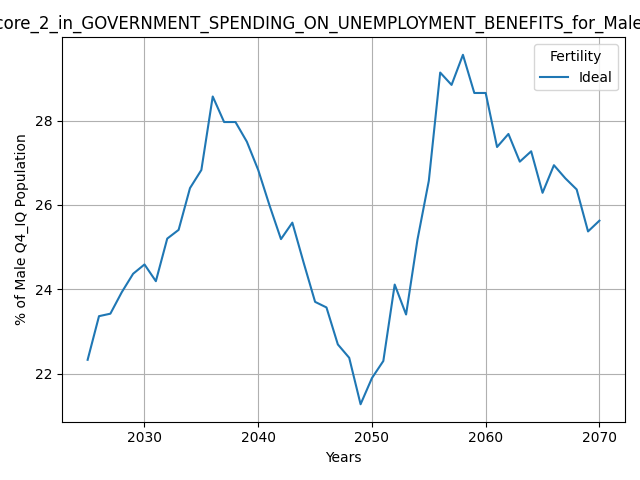 core_2_in_GOVERNMENT_SPENDING_ON_UNEMPLOYMENT_BENEFITS_for_Male
Fertility
Ideal
% of Male Q4_IQ Population
28
26
24
22
2030 2040 2050 2060 2070
Years